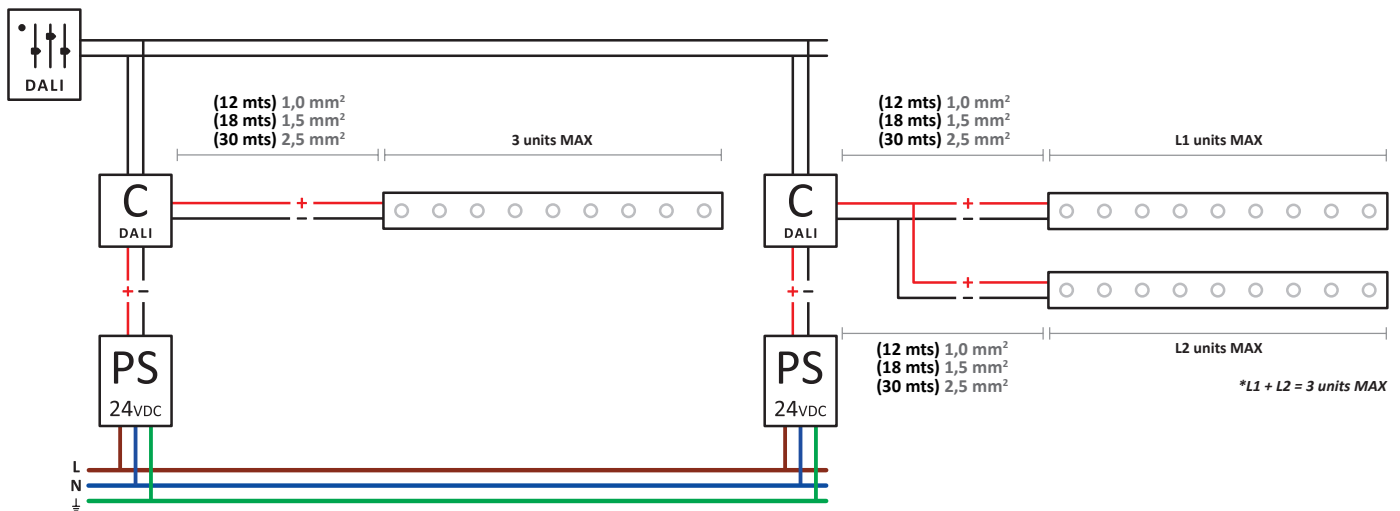 DALI
(12 mts) 1,0 mm²
(18 mts) 1,5 mm²
(30 mts) 2,5 mm²
3 units MAX
(12 mts) 1,0 mm²
(18 mts) 1,5 mm²
(30 mts) 2,5 mm²
L1 units MAX
C
DALI
+
–
C
DALI
+
–
+
–
+ –
+ –
PS
24VDC
PS
24VDC
(12 mts) 1,0 mm²
(18 mts) 1,5 mm²
(30 mts) 2,5 mm²
L2 units MAX
*L1 + L2 = 3 units MAX
L
N
⏚